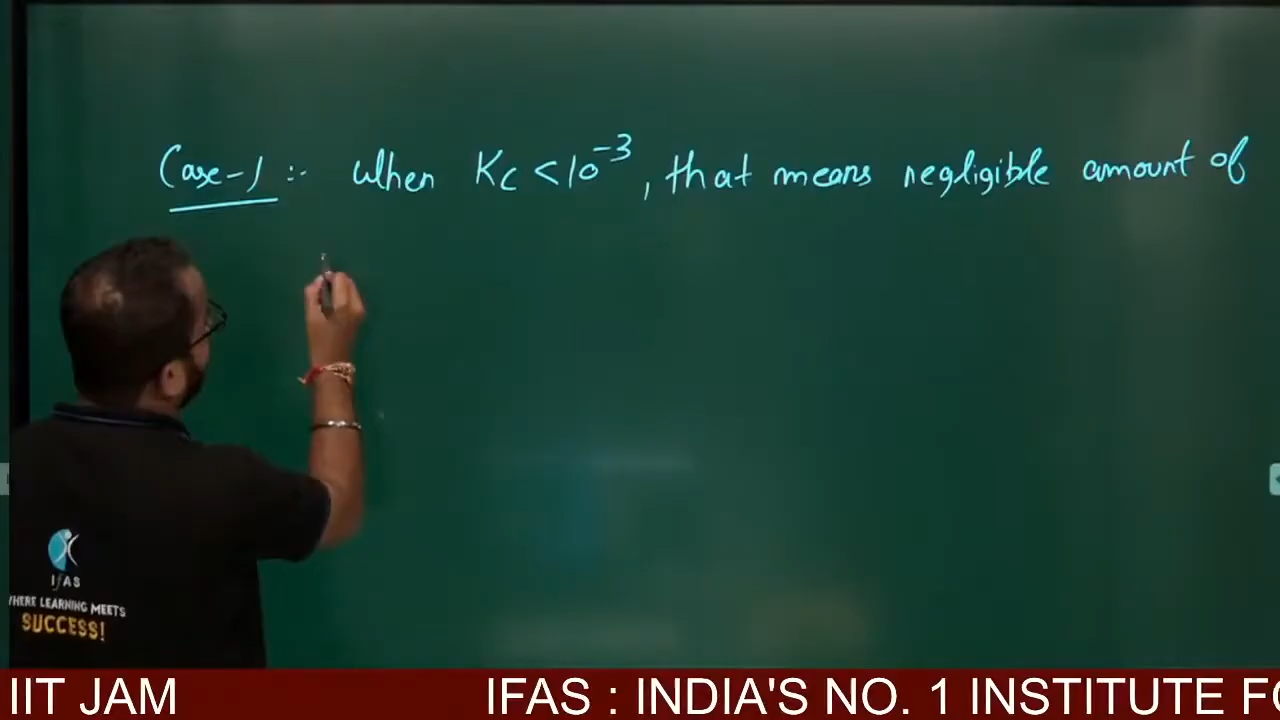 Case-1 :- when Kc < 10⁻³, that means negligible amount of
IFAS
WHERE LEARNING MEETS
SUCCESS!
IIT JAM IFAS : INDIA'S NO. 1 INSTITUTE FO